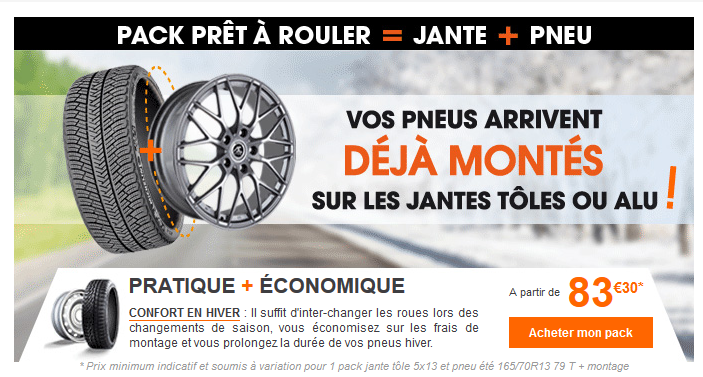 PACK PRÊT À ROULER = JANTE + PNEU
VOS PNEUS ARRIVENT
DÉJÀ MONTÉS
SUR LES JANTES TÔLES OU ALU !
PRATIQUE + ÉCONOMIQUE
CONFORT EN HIVER : Il suffit d'inter-changer les roues lors des
changements de saison, vous économisez sur les frais de
montage et vous prolongez la durée de vos pneus hiver.
A partir de 83€30*
Acheter mon pack
* Prix minimum indicatif et soumis à variation pour 1 pack jante tôle 5x13 et pneu été 165/70R13 79 T + montage